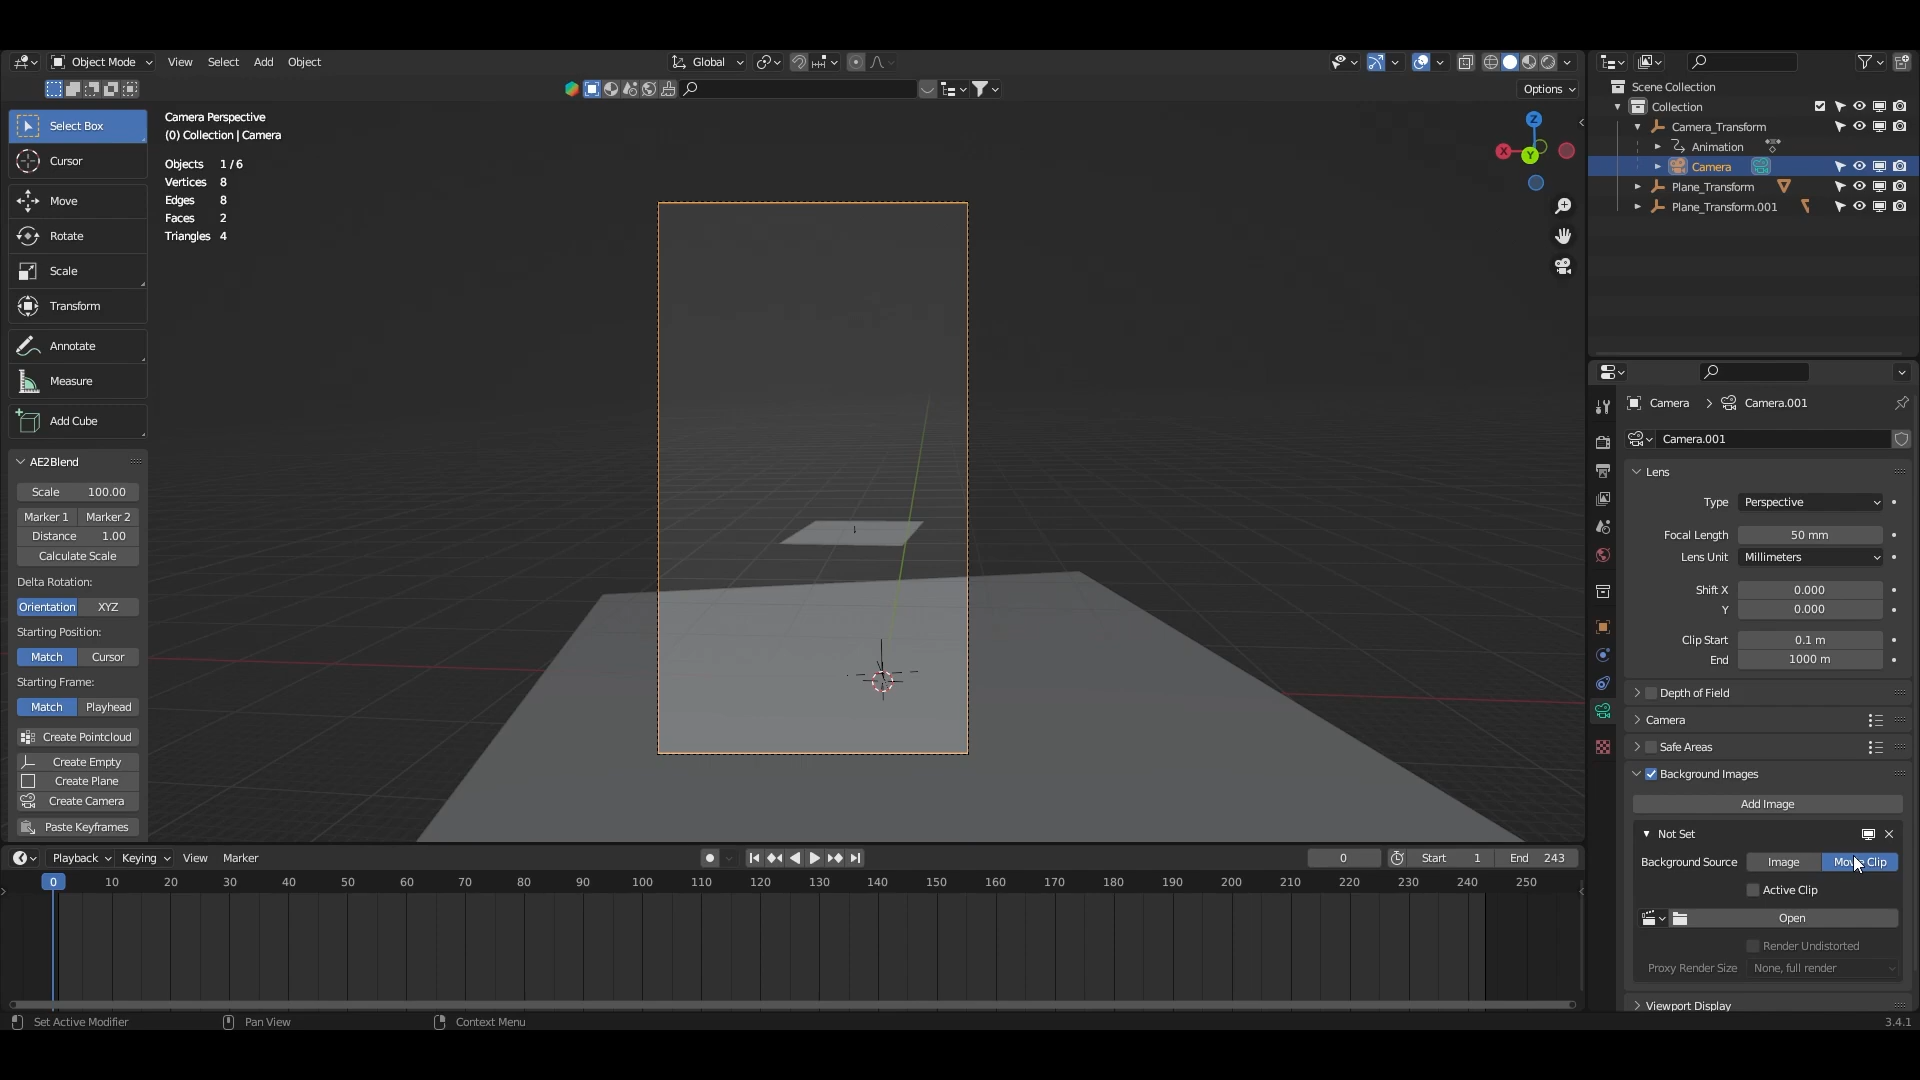 Object Mode View Select Add Object Global
Options
Select Box
Cursor
Move
Rotate
Scale
Transform
Annotate
Measure
Add Cube
AE2Blend
Scale 100.00
Marker 1 Marker 2
Distance 1.00
Calculate Scale
Delta Rotation:
Orientation XYZ
Starting Position:
Match Cursor
Starting Frame:
Match Playhead
Create Pointcloud
Create Empty
Create Plane
Create Camera
Paste Keyframes
Camera Perspective
(0) Collection | Camera
Objects 1 / 6
Vertices 8
Edges 8
Faces 2
Triangles 4
Z
X
Y
Scene Collection
Collection
Camera_Transform
Animation
Camera
Plane_Transform
Plane_Transform.001
Camera > Camera.001
Camera.001
Lens
Type Perspective
Focal Length 50 mm
Lens Unit Millimeters
Shift X 0.000
Y 0.000
Clip Start 0.1 m
End 1000 m
Depth of Field
Camera
Safe Areas
Background Images
Add Image
Not Set
Background Source Image Movie Clip
Active Clip
Open
Render Undistorted
Proxy Render Size None, full render
Viewport Display
Playback Keying View Marker 0 Start 1 End 243
0 10 20 30 40 50 60 70 80 90 100 110 120 130 140 150 160 170 180 190 200 210 220 230 240 250
Set Active Modifier Pan View Context Menu 3.4.1